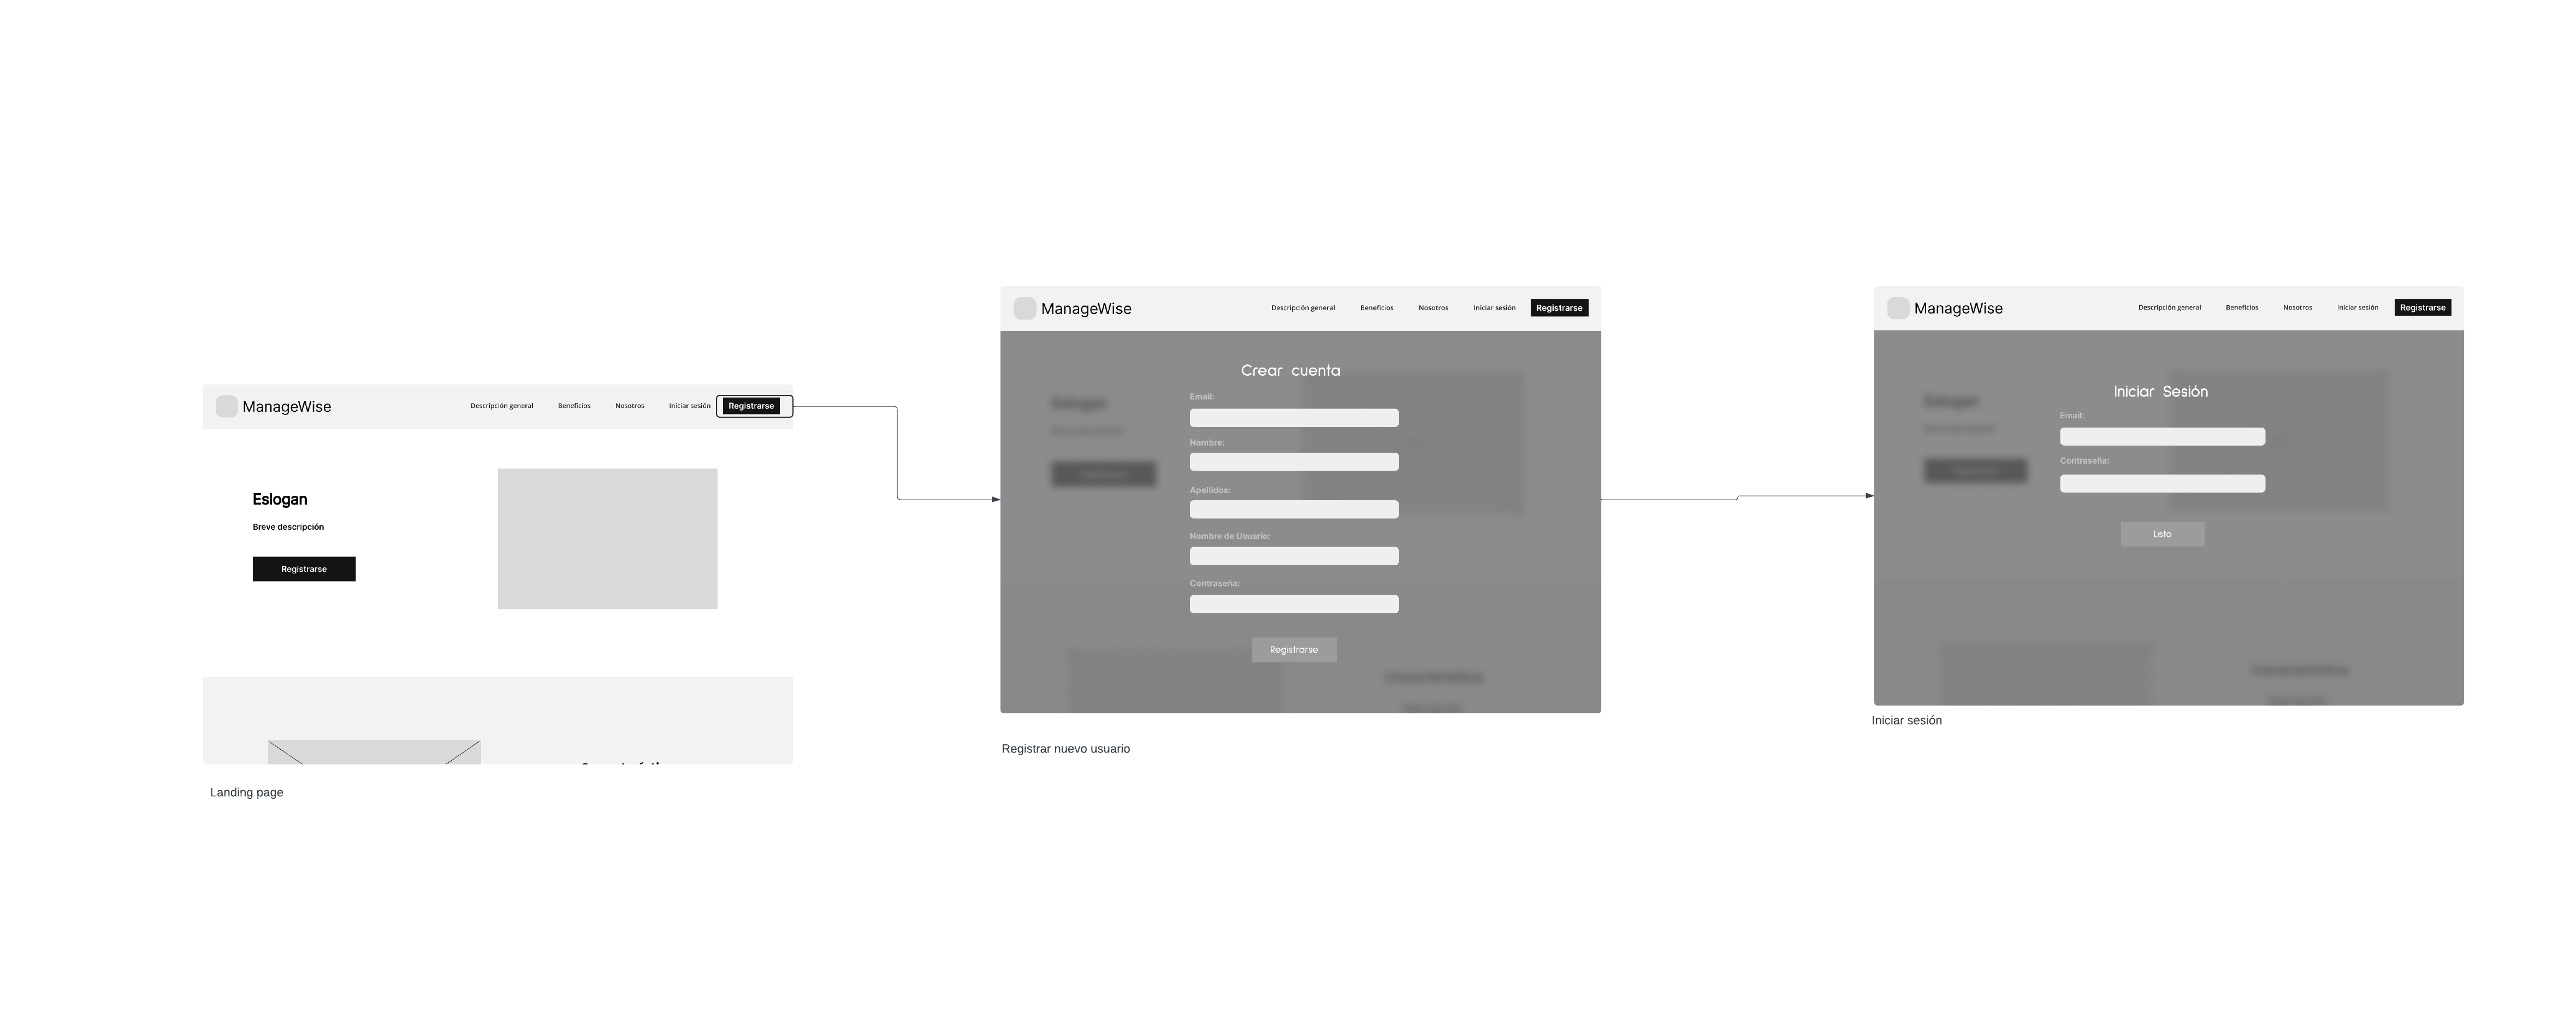 ManageWise
Descripción general Beneficios Nosotros Iniciar sesión Registrarse
Eslogan
Breve descripción
Registrarse
Landing page
ManageWise
Descripción general Beneficios Nosotros Iniciar sesión Registrarse
Crear cuenta
Email:
Nombre:
Apellidos:
Nombre de Usuario:
Contraseña:
Registrarse
Registrar nuevo usuario
ManageWise
Descripción general Beneficios Nosotros Iniciar sesión Registrarse
Iniciar Sesión
Email:
Contraseña:
Listo
Iniciar sesión